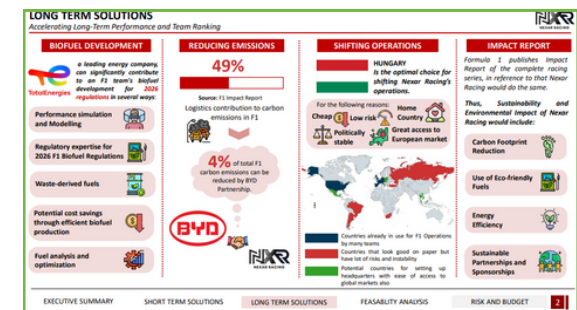 LONG TERM SOLUTIONS
Accelerating Long-Term Performance and Team Ranking
NXR
BIOFUEL DEVELOPMENT
TotalEnergies
a leading energy company,
can significantly contribute
to an F1 team's biofuel
development for 2026
regulations in several ways:
Performance simulation
and Modelling
Regulatory expertise for
2026 F1 Biofuel Regulations
Waste-derived fuels
Potential cost savings
through efficient biofuel
production
Fuel analysis and
optimization
REDUCING EMISSIONS
49%
Source: F1 Impact Report
Logistics contribution to carbon
emissions in F1
4% of total F1
carbon emissions can be
reduced by BYD
Partnership.
BYD
NXR
NEXAR RACING
SHIFTING OPERATIONS
HUNGARY
Is the optimal choice for
shifting Nexar Racing's
operations.
For the following reasons:
Cheap
Low risk
Home
Country
Politically
stable
Great access to
European market
Countries already in use for F1 Operations
by many teams
Countries that look good on paper but
have lot of risks and instability
Potential countries for setting up
headquarters with ease of access to
global markets also
IMPACT REPORT
Formula 1 publishes Impact
Report of the complete racing
series, in reference to that Nexar
Racing would do the same.
Thus, Sustainability and
Environmental Impact of Nexar
Racing would include:
Carbon Footprint
Reduction
Use of Eco-friendly
Fuels
Energy
Efficiency
Sustainable
Partnerships and
Sponsorships
EXECUTIVE SUMMARY
SHORT TERM SOLUTIONS
LONG TERM SOLUTIONS
FEASABILITY ANALYSIS
RISK AND BUDGET
2